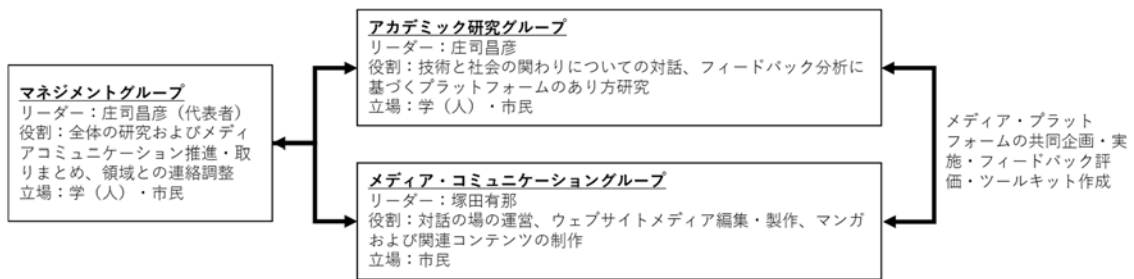 マネジメントグループ
リーダー：庄司昌彦（代表者）
役割：全体の研究およびメディ
アコミュニケーション推進・取
りまとめ、領域との連絡調整
立場：学（人）・市民
アカデミック研究グループ
リーダー：庄司昌彦
役割：技術と社会の関わりについての対話、フィードバック分析に
基づくプラットフォームのあり方研究
立場：学（人）・市民
メディア・コミュニケーショングループ
リーダー：塚田有那
役割：対話の場の運営、ウェブサイトメディア編集・製作、マンガ
および関連コンテンツの制作
立場：市民
メディア・プラット
フォームの共同企画・実
施・フィードバック評
価・ツールキット作成